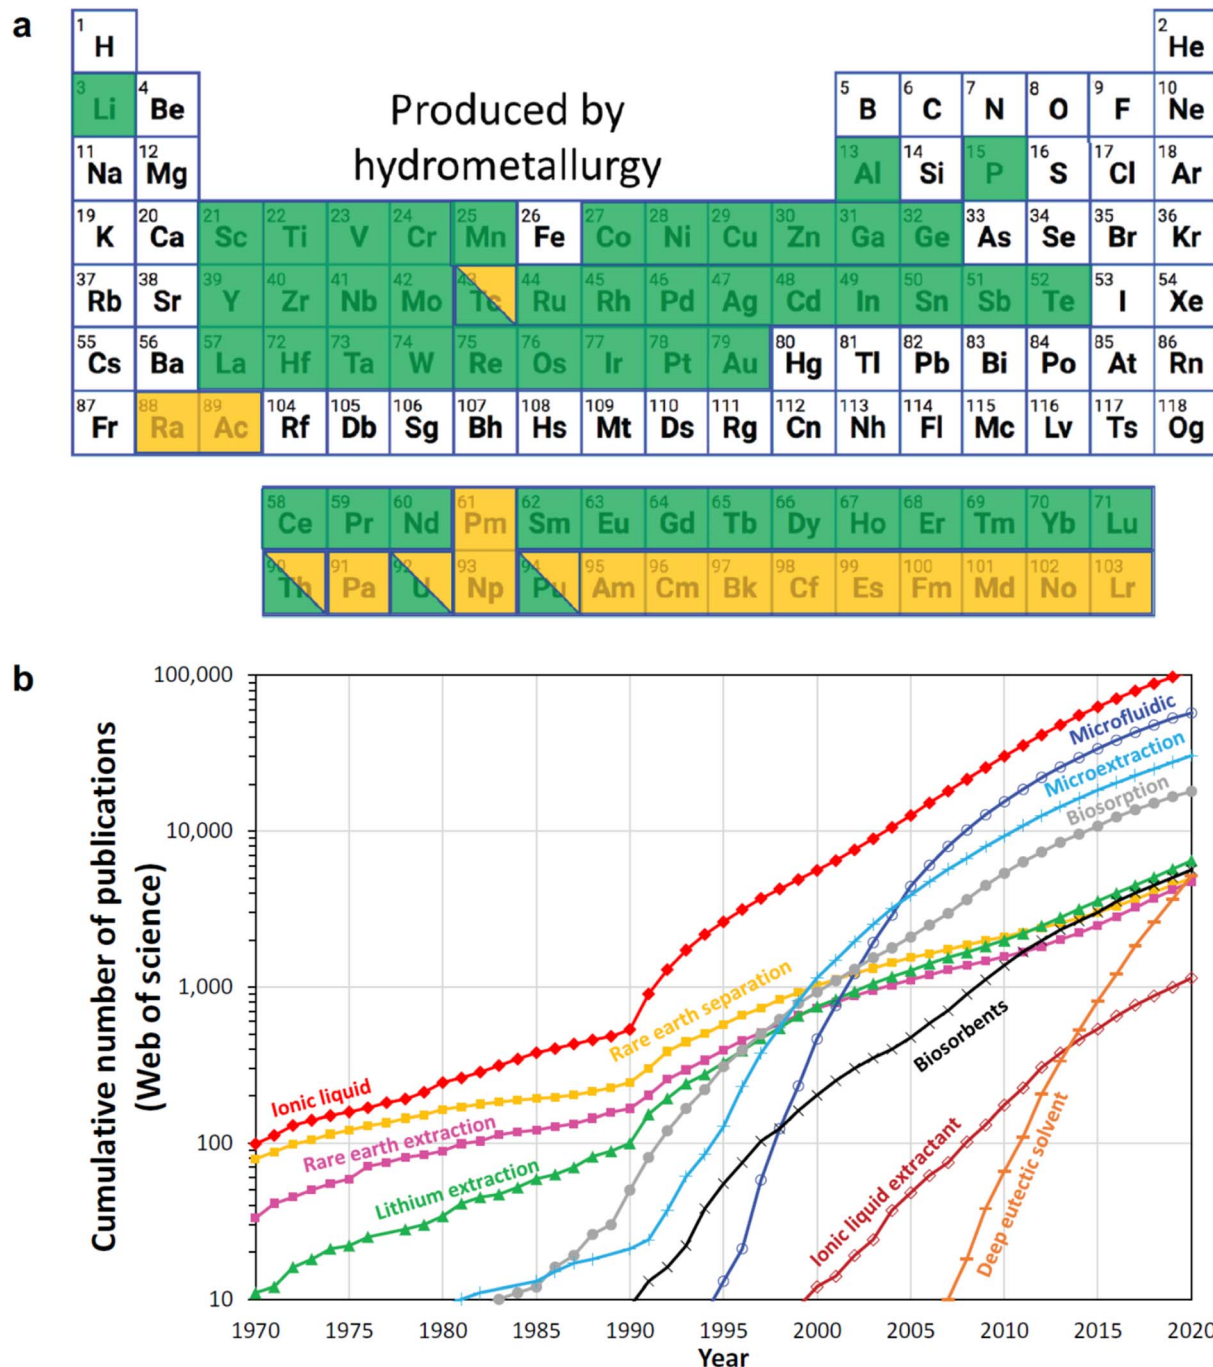 a
1 2
H He
3 4 5 6 7 8 9 10
Li Be B C N O F Ne
Produced by
hydrometallurgy
11 12 13 14 15 16 17 18
Na Mg Al Si P S Cl Ar
19 20 21 22 23 24 25 26 27 28 29 30 31 32 33 34 35 36
K Ca Sc Ti V Cr Mn Fe Co Ni Cu Zn Ga Ge As Se Br Kr
37 38 39 40 41 42 43 44 45 46 47 48 49 50 51 52 53 54
Rb Sr Y Zr Nb Mo Tc Ru Rh Pd Ag Cd In Sn Sb Te I Xe
55 56 57 72 73 74 75 76 77 78 79 80 81 82 83 84 85 86
Cs Ba La Hf Ta W Re Os Ir Pt Au Hg Tl Pb Bi Po At Rn
87 88 89 104 105 106 107 108 109 110 111 112 113 114 115 116 117 118
Fr Ra Ac Rf Db Sg Bh Hs Mt Ds Rg Cn Nh Fl Mc Lv Ts Og
58 59 60 61 62 63 64 65 66 67 68 69 70 71
Ce Pr Nd Pm Sm Eu Gd Tb Dy Ho Er Tm Yb Lu
90 91 92 93 94 95 96 97 98 99 100 101 102 103
Th Pa U Np Pu Am Cm Bk Cf Es Fm Md No Lr
b
Cumulative number of publications
(Web of science)
100,000
10,000
1,000
100
10
Microfluidic
Microextraction
Biosorption
Rare earth separation
Ionic liquid
Rare earth extraction
Lithium extraction
Biosorbents
Ionic liquid extractant
Deep eutectic solvent
1970 1975 1980 1985 1990 1995 2000 2005 2010 2015 2020
Year